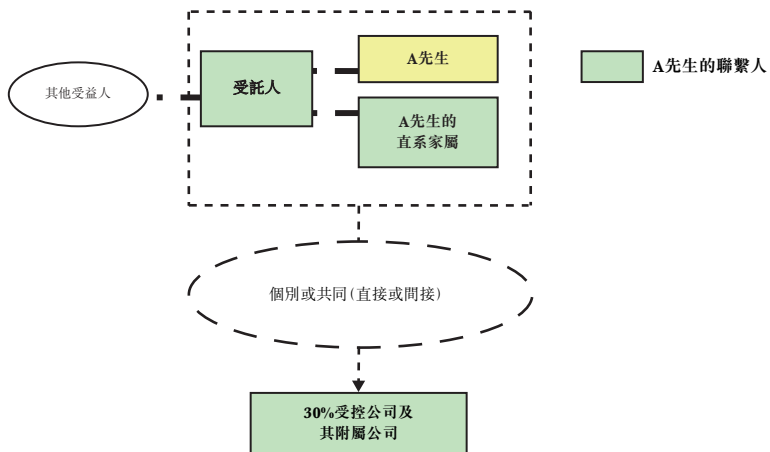 其他受益人
受託人
A先生
A先生的
直系家屬
A先生的聯繫人
個別或共同(直接或間接)
30%受控公司及
其附屬公司